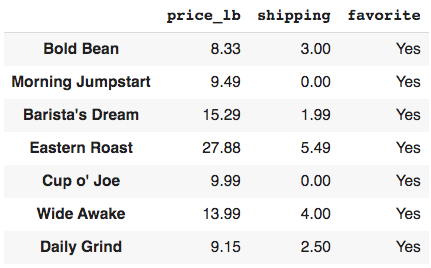 price_lb shipping favorite
Bold Bean 8.33 3.00 Yes
Morning Jumpstart 9.49 0.00 Yes
Barista's Dream 15.29 1.99 Yes
Eastern Roast 27.88 5.49 Yes
Cup o' Joe 9.99 0.00 Yes
Wide Awake 13.99 4.00 Yes
Daily Grind 9.15 2.50 Yes